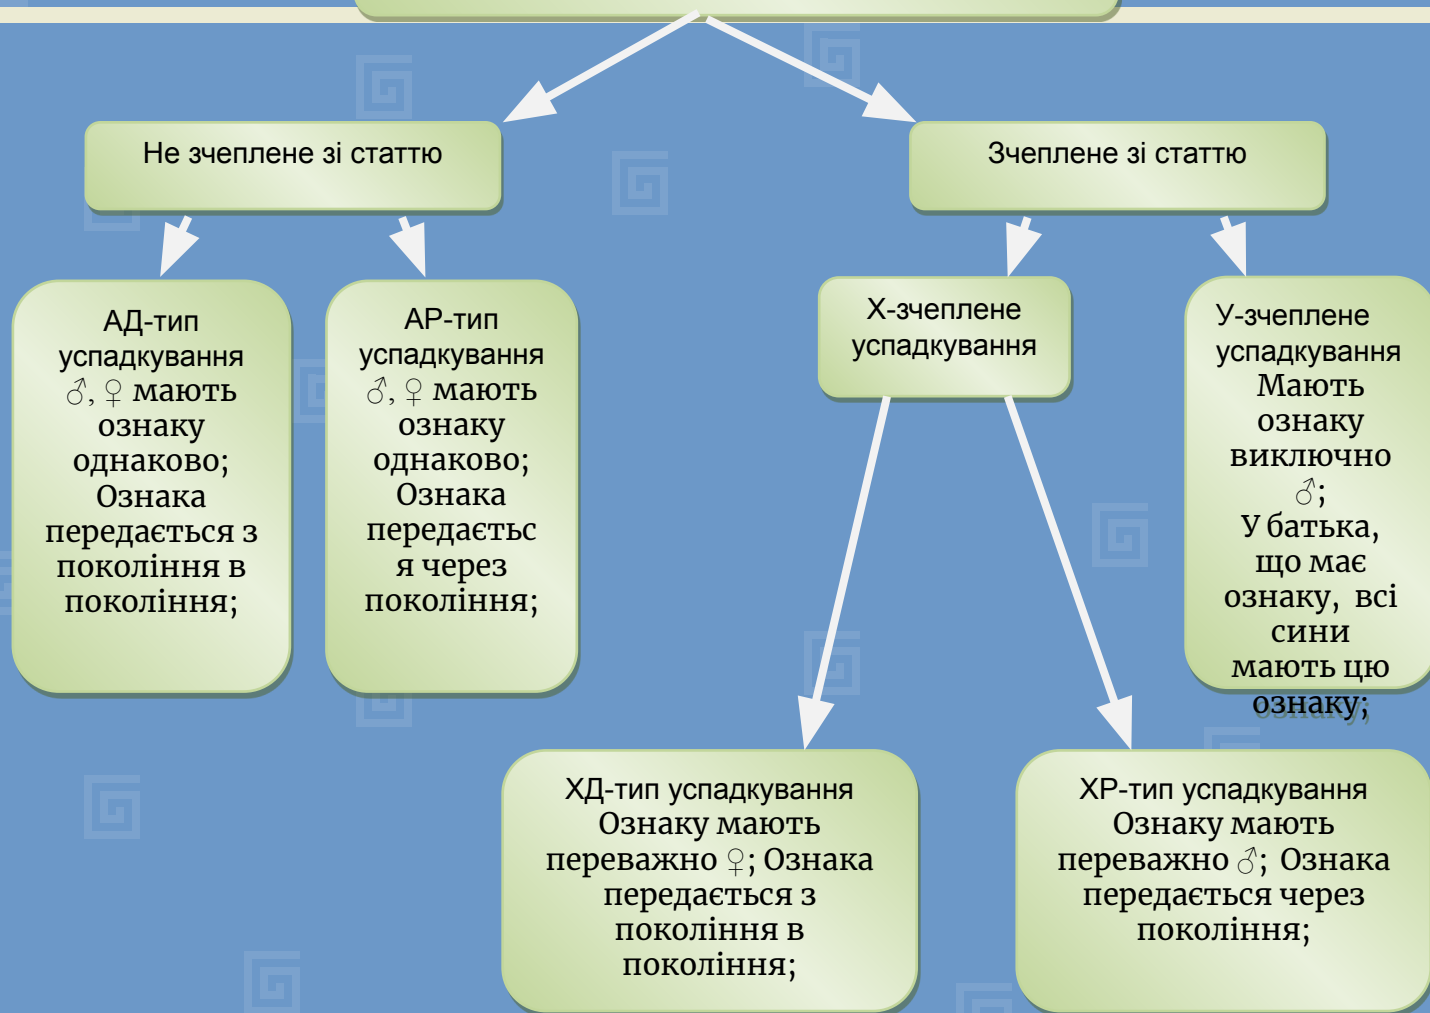 Не зчеплене зі статтю
Зчеплене зі статтю
АД-тип
успадкування
♂, ♀ мають
ознаку
однаково;
Ознака
передається з
покоління в
покоління;
АР-тип
успадкування
♂, ♀ мають
ознаку
однаково;
Ознака
передаєтьс
я через
покоління;
Х-зчеплене
успадкування
У-зчеплене
успадкування
Мають
ознаку
виключно
♂;
У батька,
що має
ознаку, всі
сини
мають цю
ознаку;
ХД-тип успадкування
Ознаку мають
переважно ♀; Ознака
передається з
покоління в
покоління;
ХР-тип успадкування
Ознаку мають
переважно ♂; Ознака
передається через
покоління;